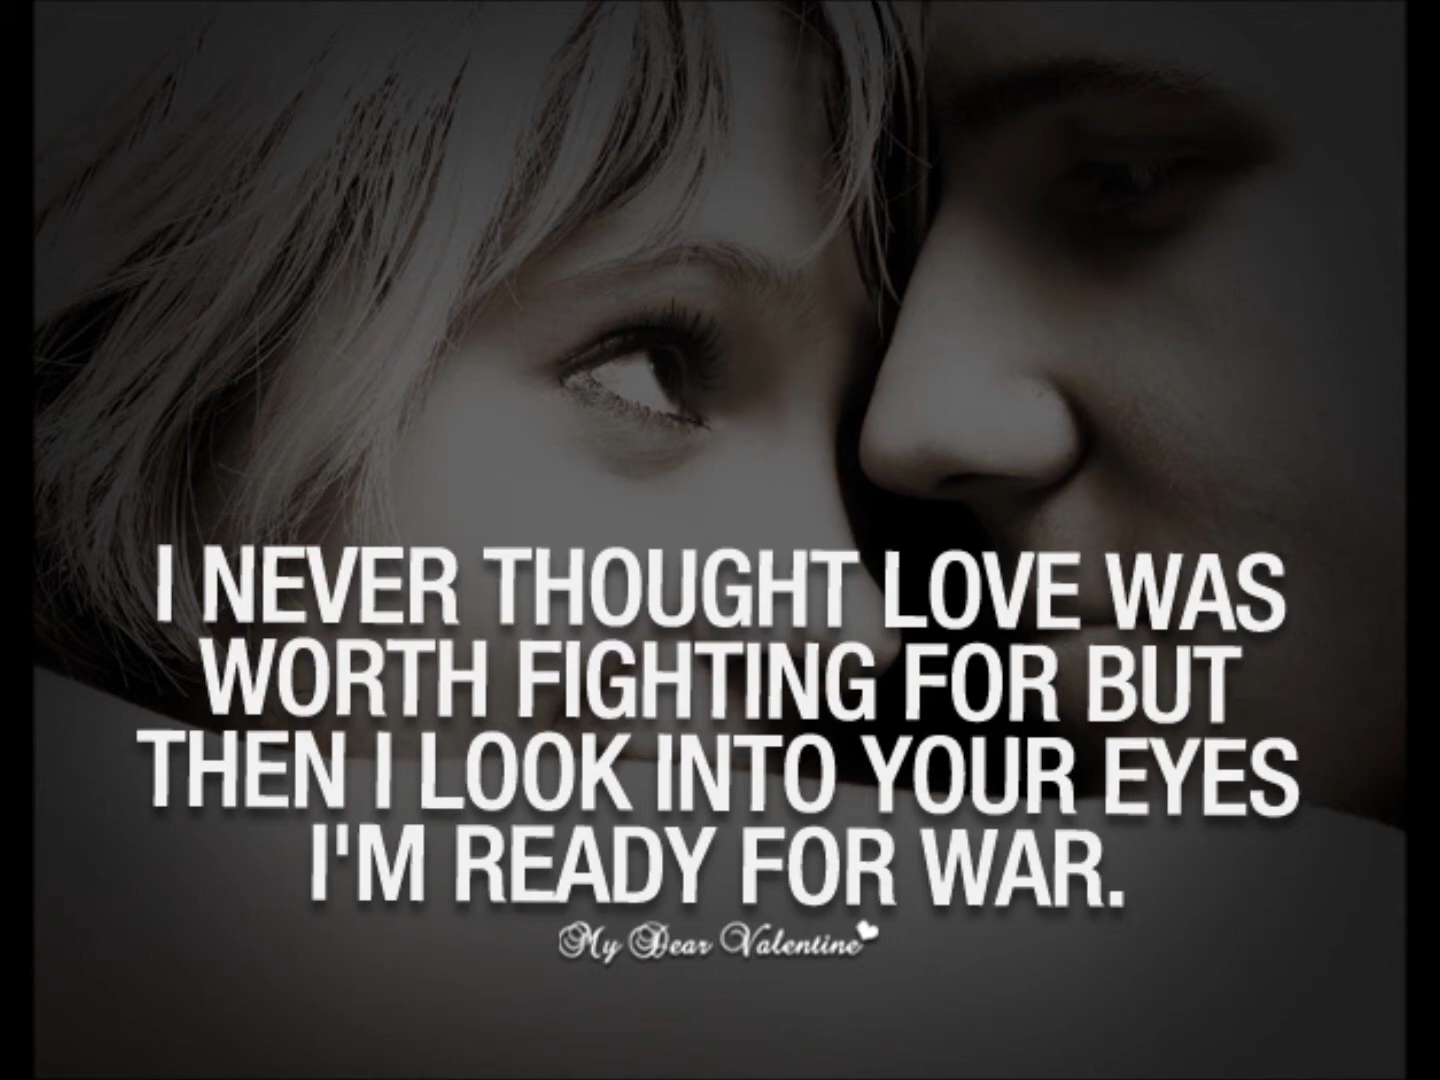 I NEVER THOUGHT LOVE WAS
WORTH FIGHTING FOR BUT
THEN I LOOK INTO YOUR EYES
I'M READY FOR WAR.
My Dear Valentine